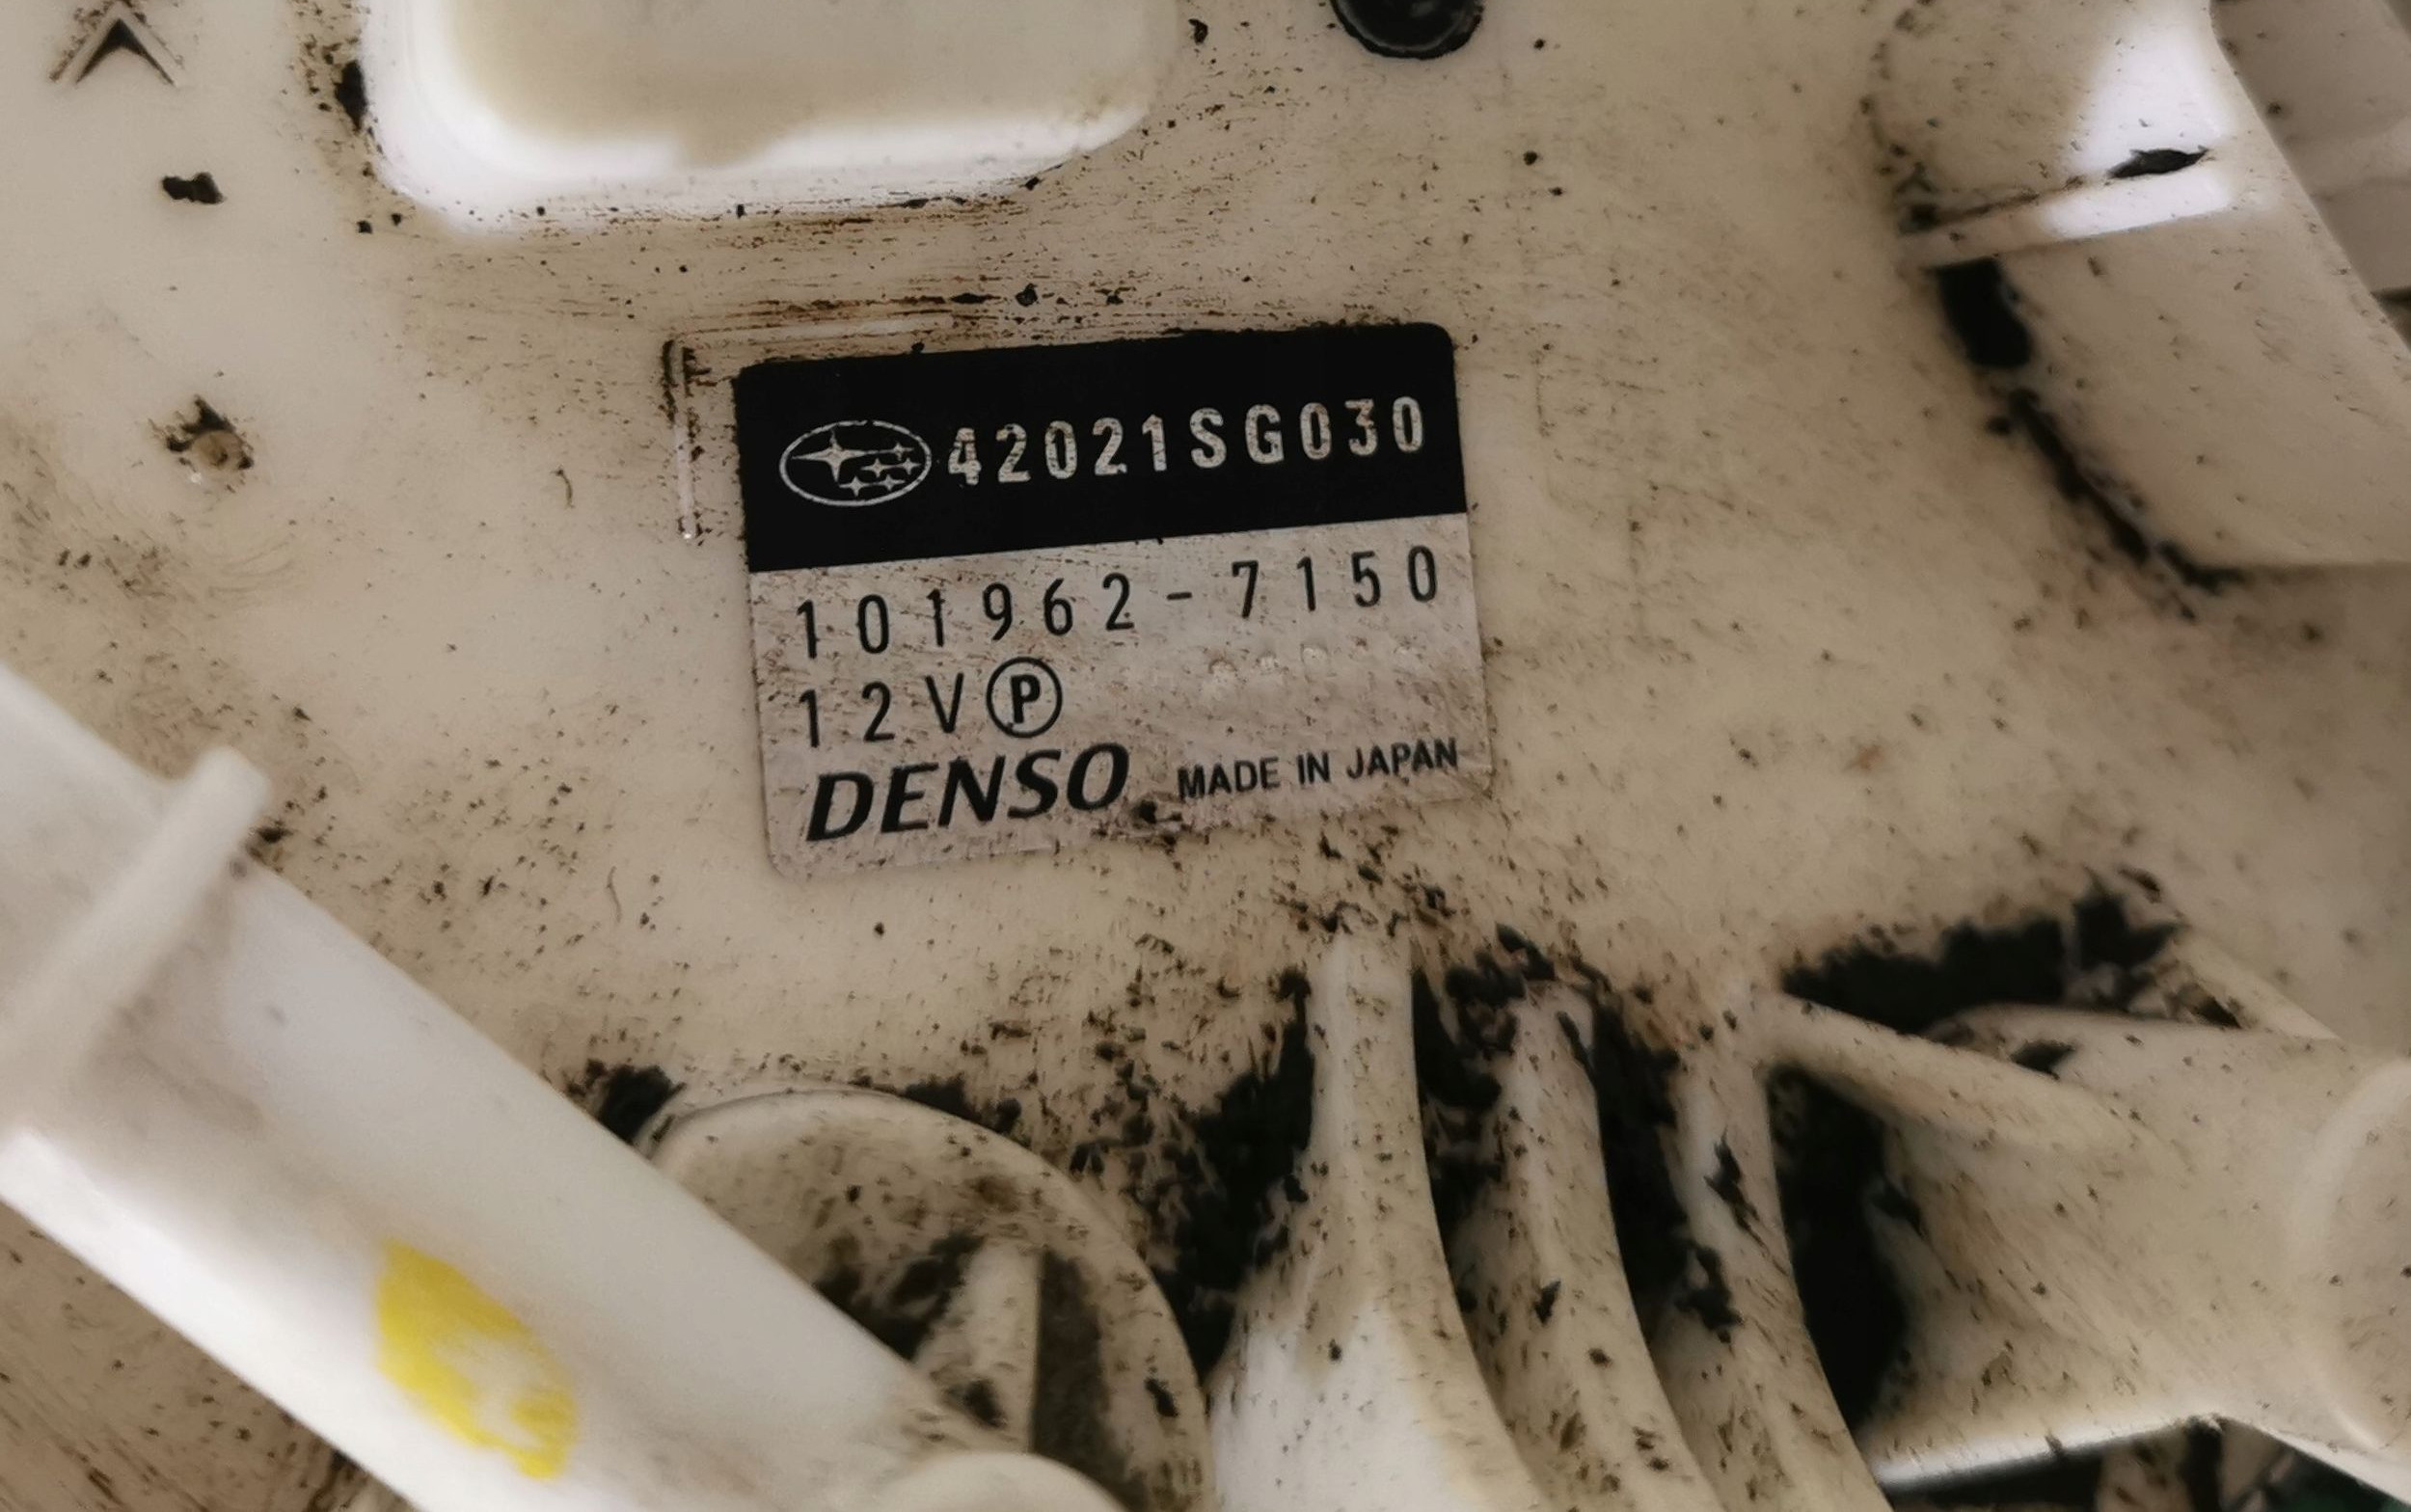 42021SG030
101962-7150
12V Ⓟ
DENSO MADE IN JAPAN